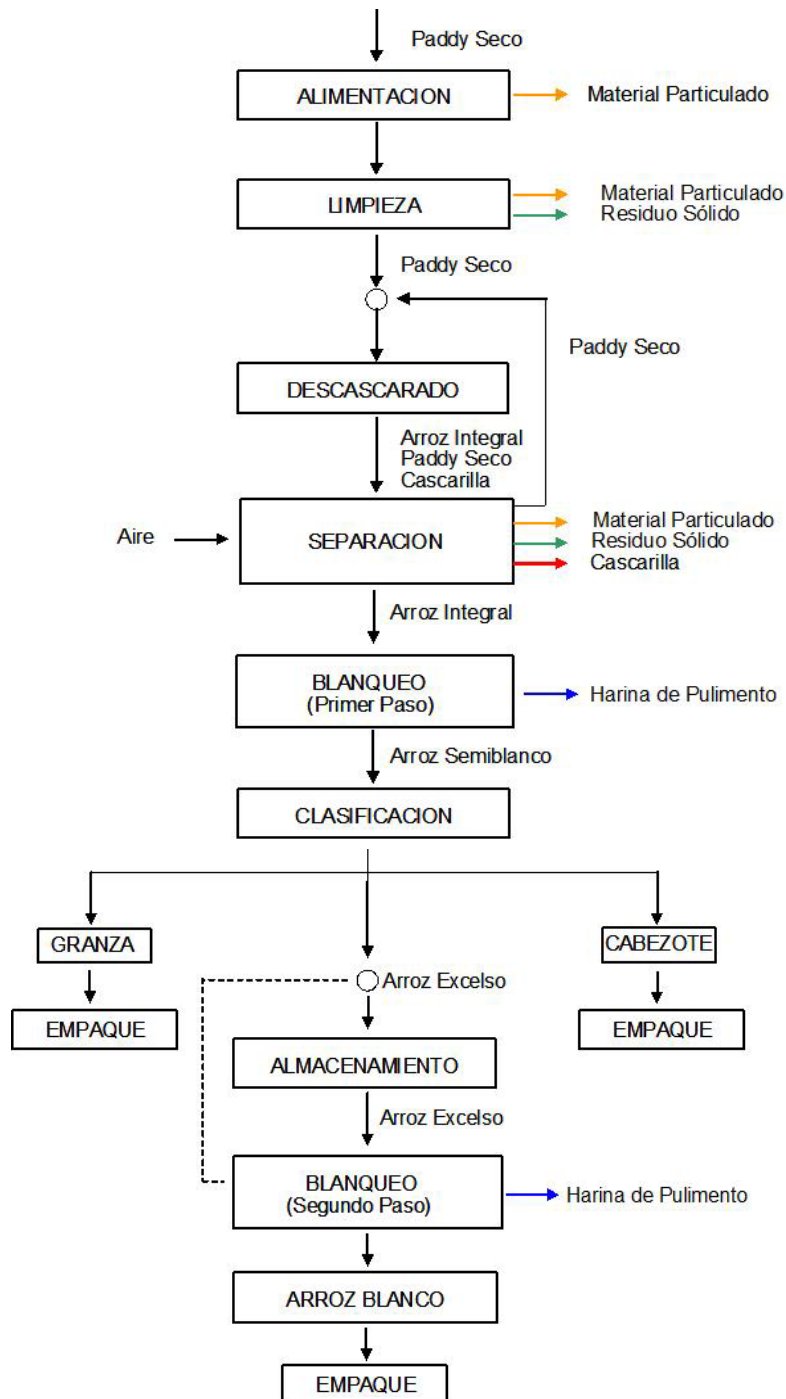 Paddy Seco
ALIMENTACION
Material Particulado
LIMPIEZA
Material Particulado
Residuo Sólido
Paddy Seco
Paddy Seco
DESCASCARADO
Arroz Integral
Paddy Seco
Cascarilla
Aire
SEPARACION
Material Particulado
Residuo Sólido
Cascarilla
Arroz Integral
BLANQUEO
(Primer Paso)
Harina de Pulimento
Arroz Semiblanco
CLASIFICACION
GRANZA
CABEZOTE
EMPAQUE
Arroz Excelso
EMPAQUE
ALMACENAMIENTO
Arroz Excelso
BLANQUEO
(Segundo Paso)
Harina de Pulimento
ARROZ BLANCO
EMPAQUE